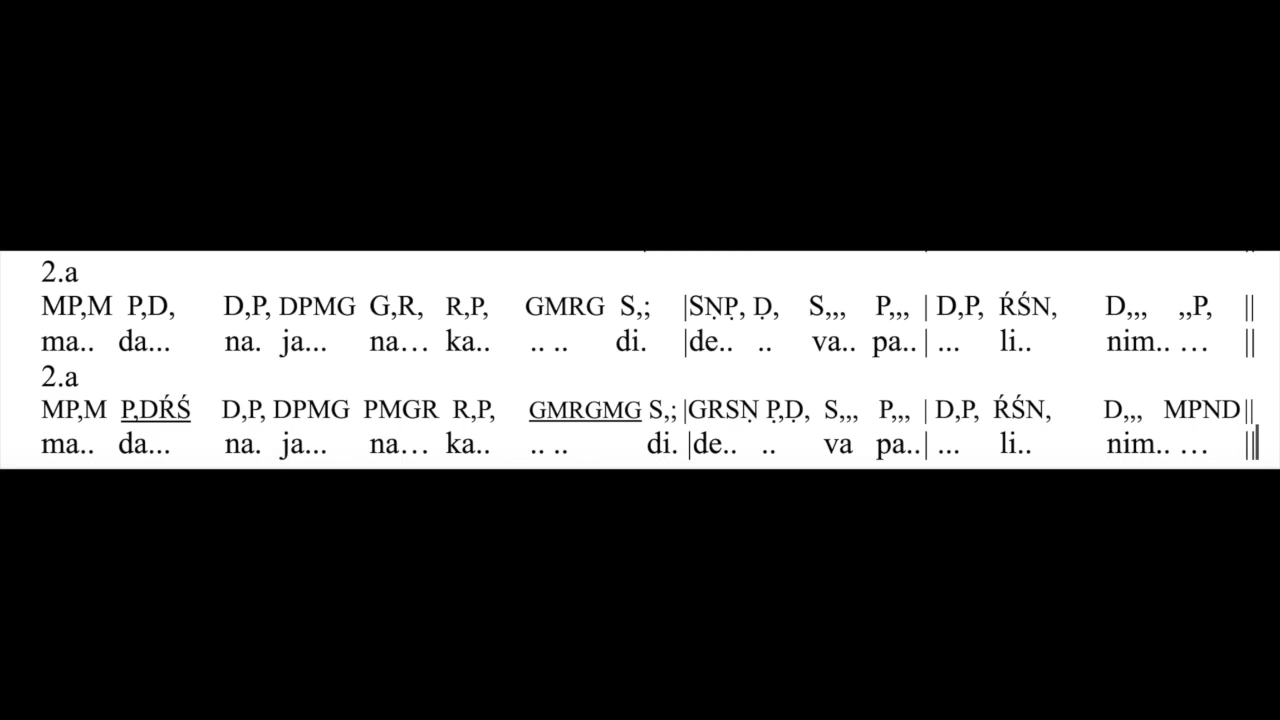 2.a
MP,M P,D, D,P, DPMG G,R, R,P, GMRG S,; |SṆP̣, Ḍ, S,,, P,,, | D,P, ŔŚN, D,,, ,,P, ||
ma.. da... na. ja... na… ka.. .. .. di. |de.. .. va.. pa.. | ... li.. nim.. … ||
2.a
MP,M P,DŔŚ D,P, DPMG PMGR R,P, GMRGMG S,; |GRSṆ P̣,Ḍ, S,,, P,,, | D,P, ŔŚN, D,,, MPND||
ma.. da... na. ja... na… ka.. .. .. di. |de.. .. va pa.. | ... li.. nim.. … ||